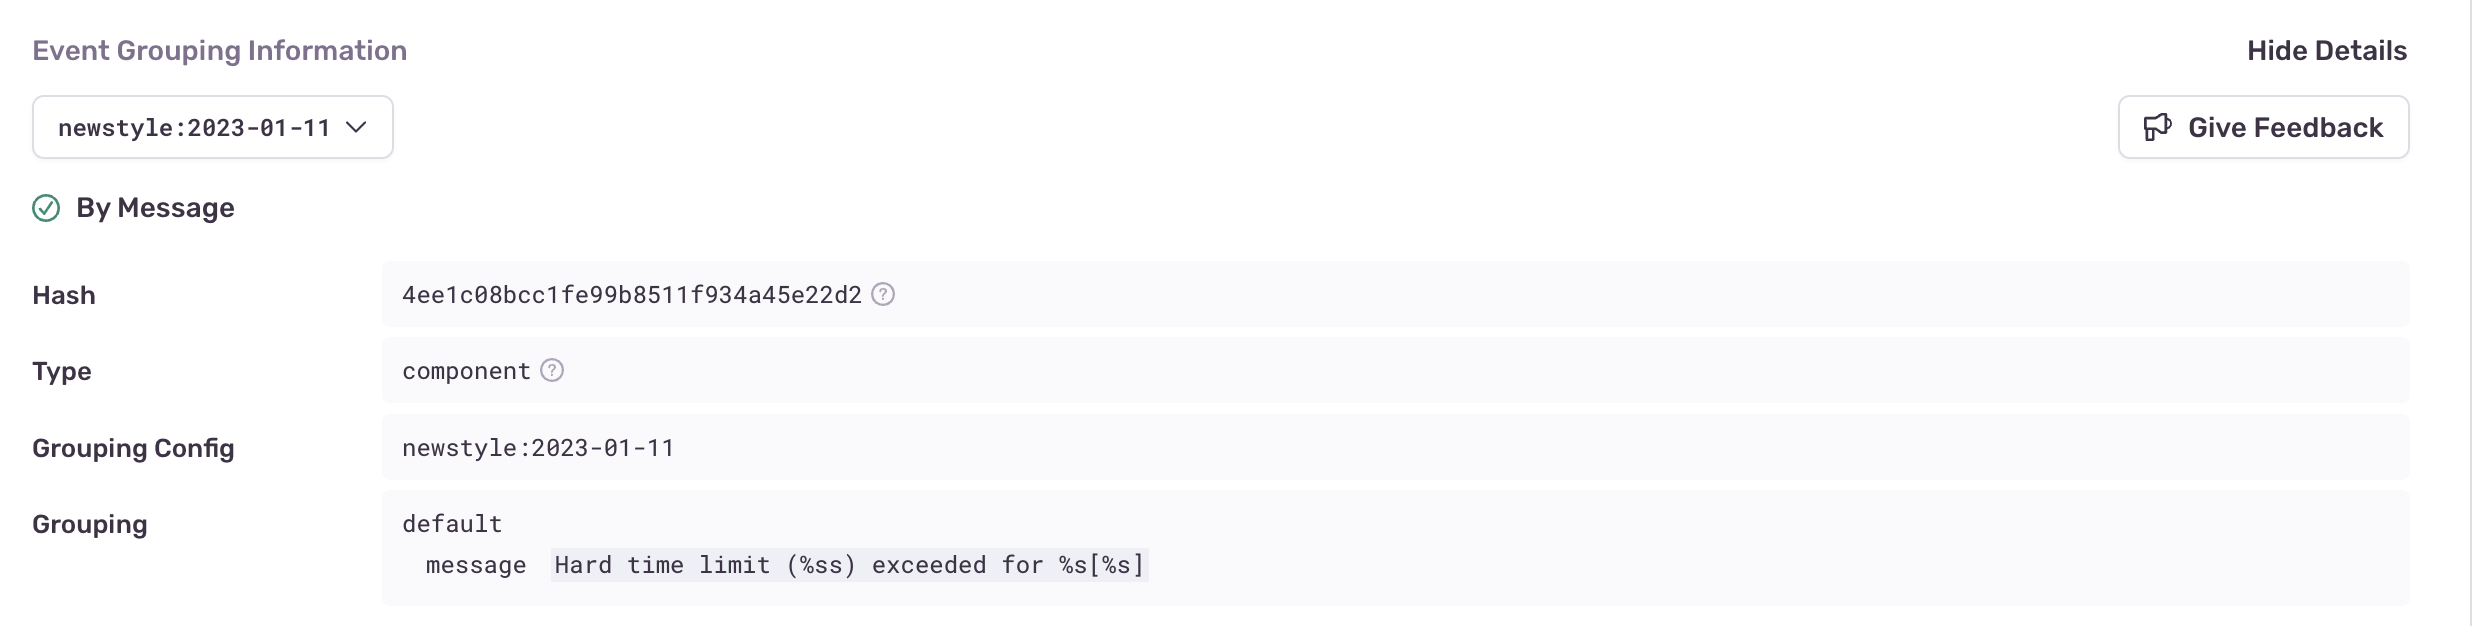 Event Grouping Information
Hide Details
newstyle:2023-01-11
Give Feedback
By Message
Hash
4ee1c08bcc1fe99b8511f934a45e22d2
Type
component
Grouping Config
newstyle:2023-01-11
Grouping
default
message Hard time limit (%ss) exceeded for %s[%s]